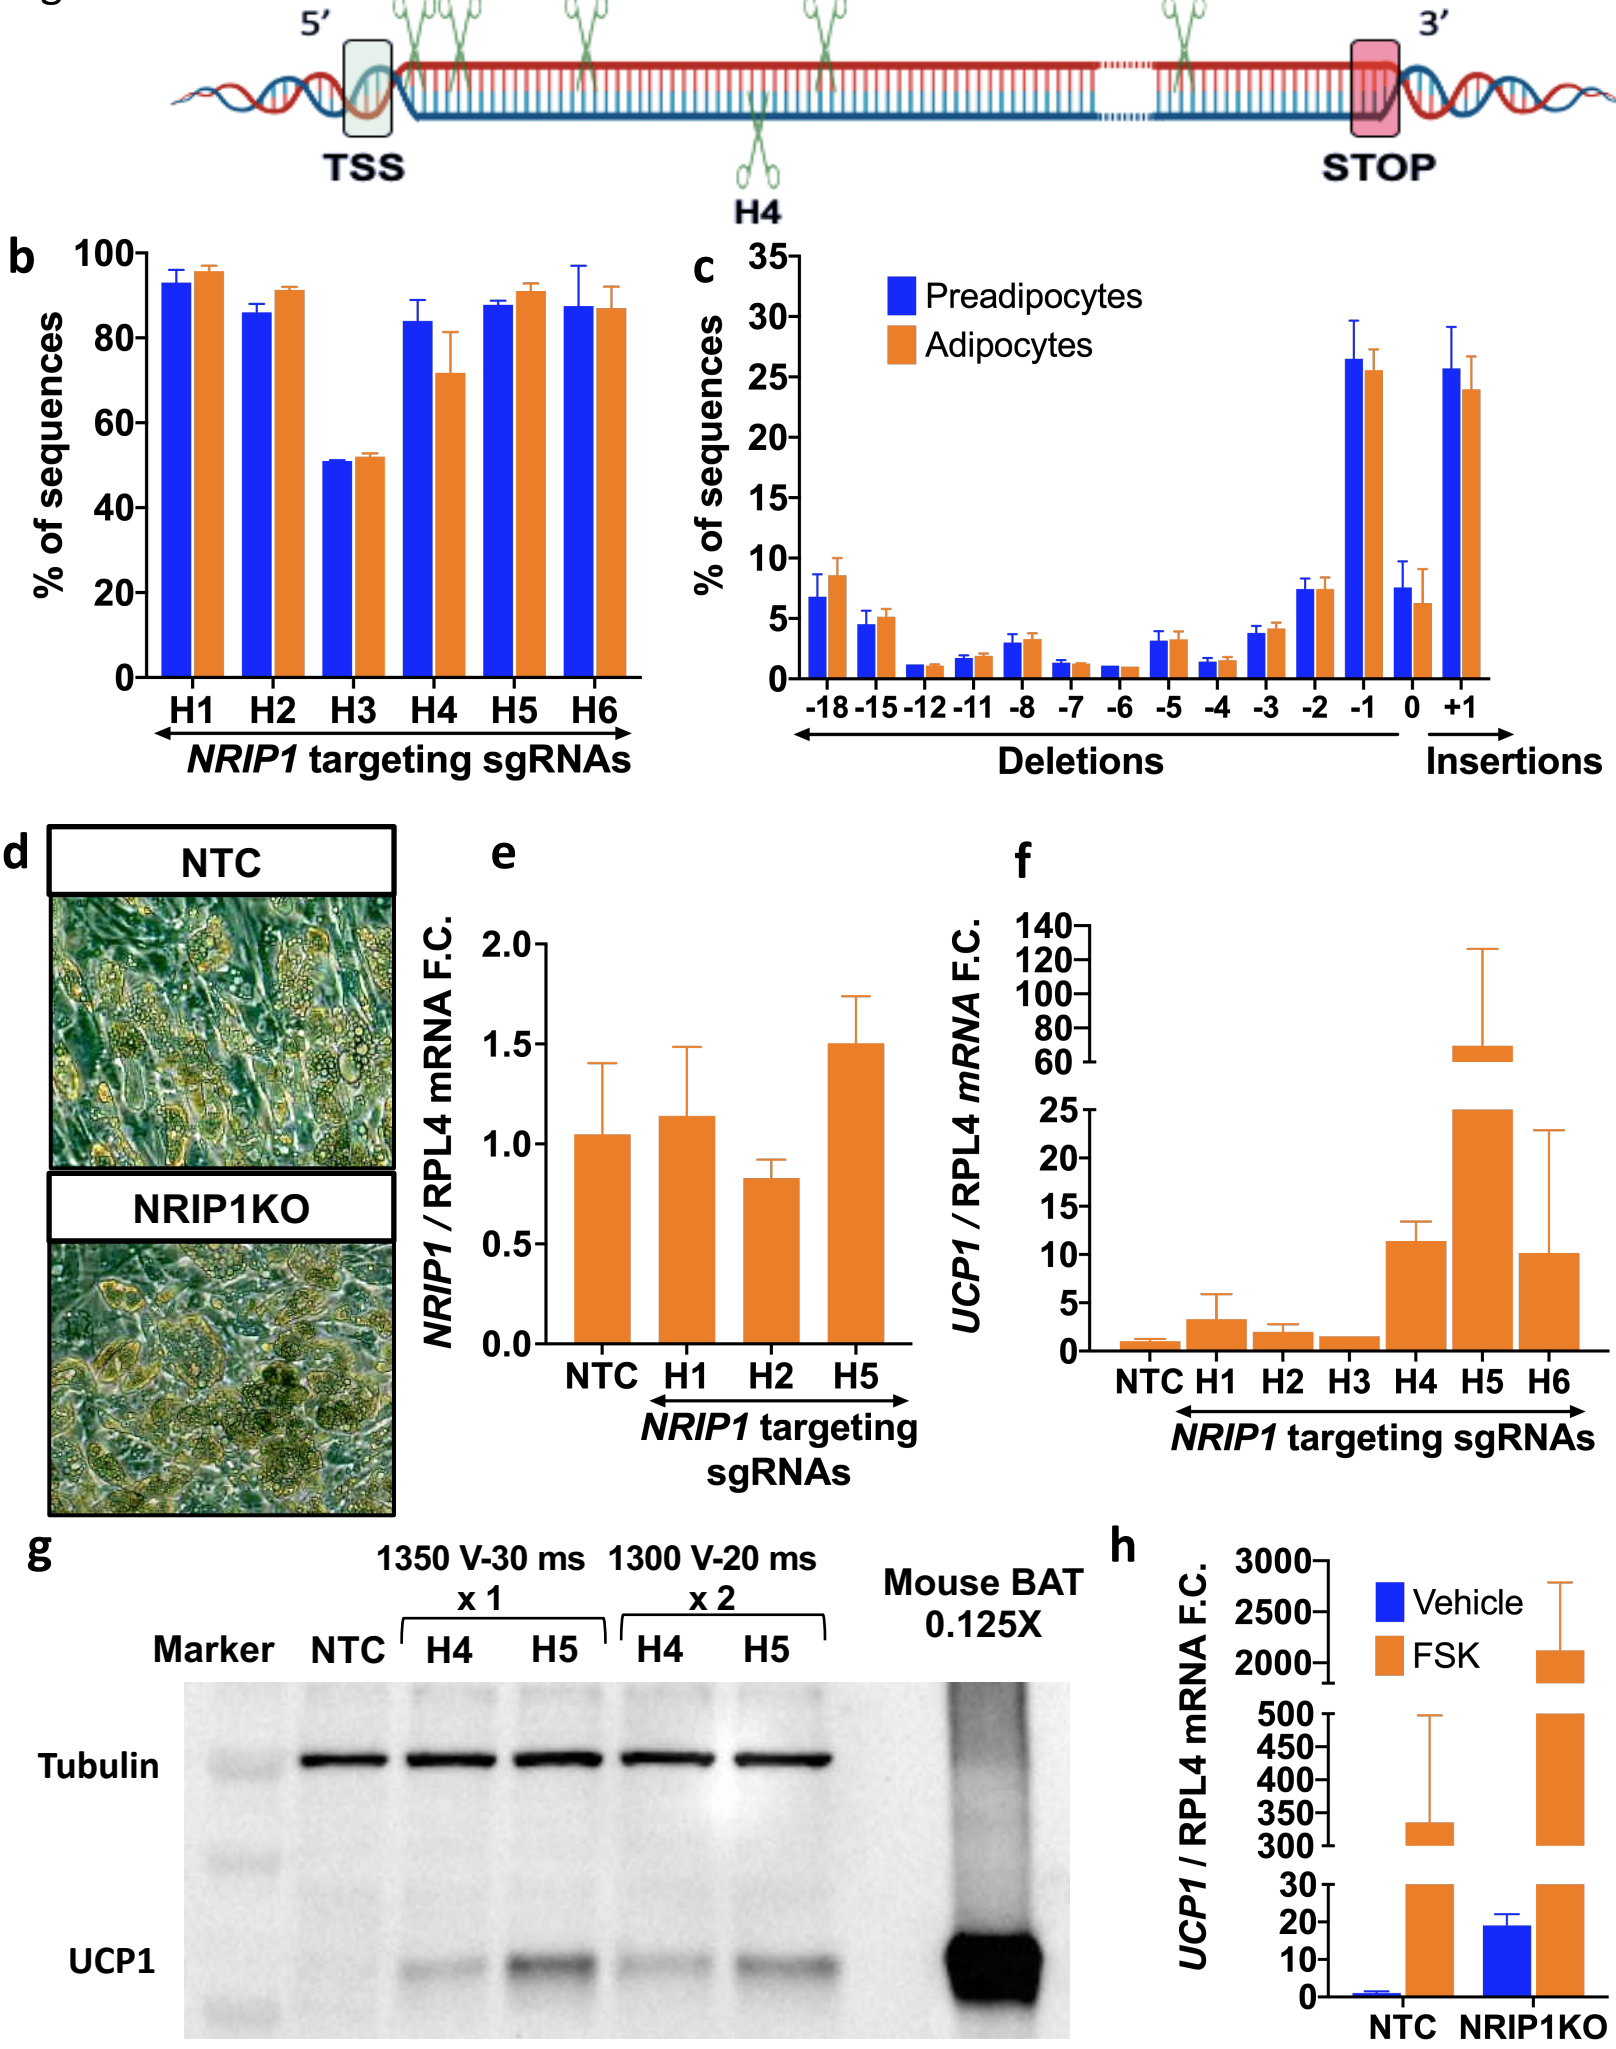 5’
3’
TSS
STOP
H4
b
100
80
60
40
20
0
% of sequences
H1 H2 H3 H4 H5 H6
NRIP1 targeting sgRNAs
c
35
30
25
20
15
10
5
0
% of sequences
Preadipocytes
Adipocytes
-18 -15 -12 -11 -8 -7 -6 -5 -4 -3 -2 -1 0 +1
Deletions
Insertions
d
NTC
NRIP1KO
e
NRIP1 / RPL4 mRNA F.C.
2.0
1.5
1.0
0.5
0.0
NTC H1 H2 H5
NRIP1 targeting
sgRNAs
f
UCP1 / RPL4 mRNA F.C.
140
120
100
80
60
25
20
15
10
5
0
NTC H1 H2 H3 H4 H5 H6
NRIP1 targeting sgRNAs
g
1350 V-30 ms
x 1
1300 V-20 ms
x 2
Mouse BAT
0.125X
Marker NTC H4 H5 H4 H5
Tubulin
UCP1
h
UCP1 / RPL4 mRNA F.C.
3000
2500
2000
500
450
400
350
300
30
20
10
0
Vehicle
FSK
NTC NRIP1KO